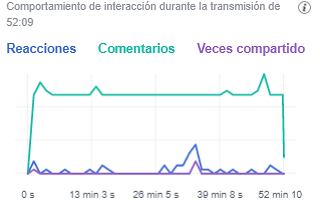 Comportamiento de interacción durante la transmisión de
52:09
Reacciones Comentarios Veces compartido
0 s 13 min 3 s 26 min 5 s 39 min 8 s 52 min 10